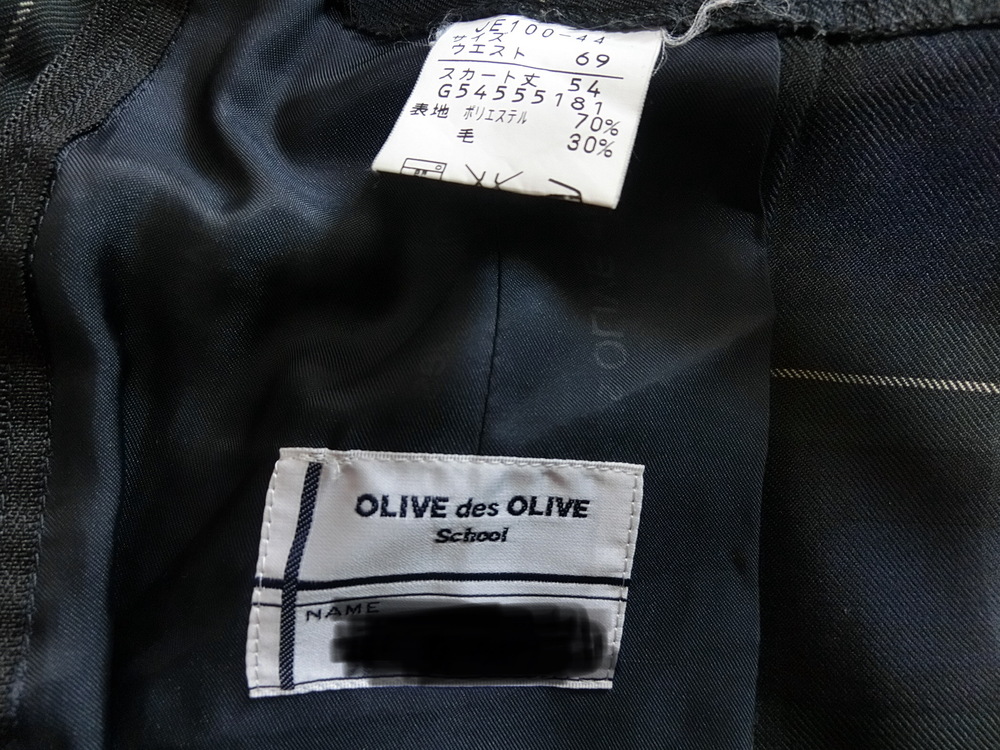 JE100-44
サイズ
ウエスト 69
スカート丈 54
G54555181
表地 ポリエステル 70%
毛 30%
OLIVE
OLIVE des OLIVE
School
NAME